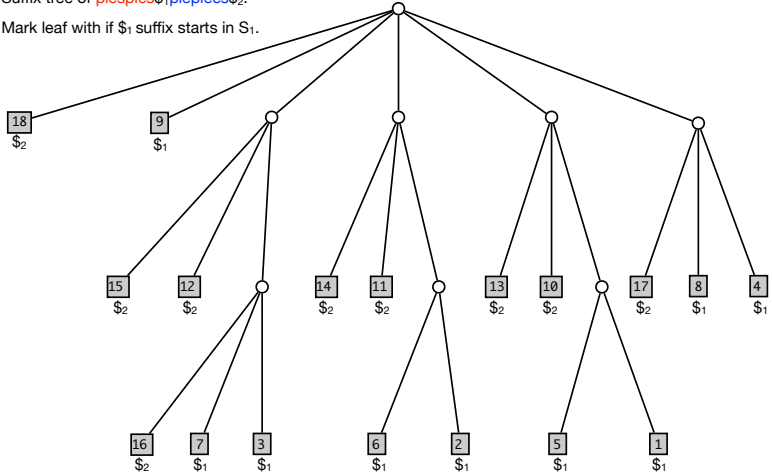 Suffix tree of piespies$₁piepiees$₂.
Mark leaf with if $₁ suffix starts in S₁.
18 9
$₂ $₁
15 12 14 11 13 10 17 8 4
$₂ $₂ $₂ $₂ $₂ $₂ $₂ $₁ $₁
16 7 3 6 2 5 1
$₂ $₁ $₁ $₁ $₁ $₁ $₁